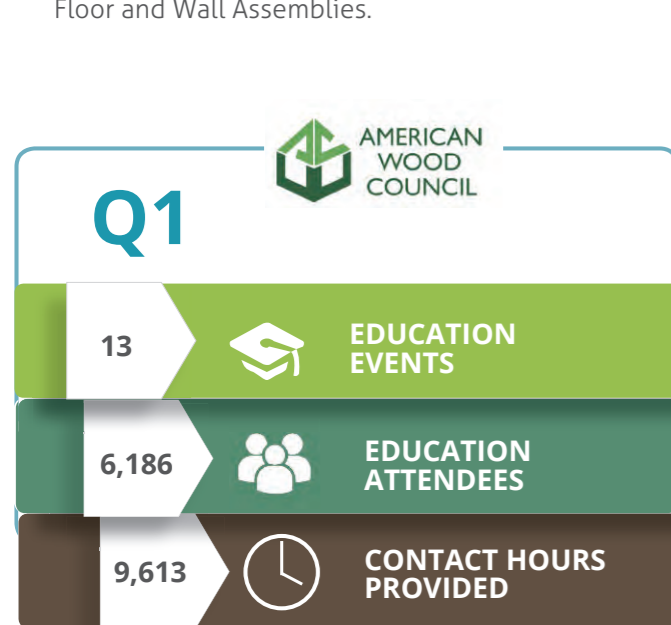 Floor and Wall Assemblies.
AMERICAN
WOOD
COUNCIL
Q1
13
EDUCATION
EVENTS
6,186
EDUCATION
ATTENDEES
9,613
CONTACT HOURS
PROVIDED